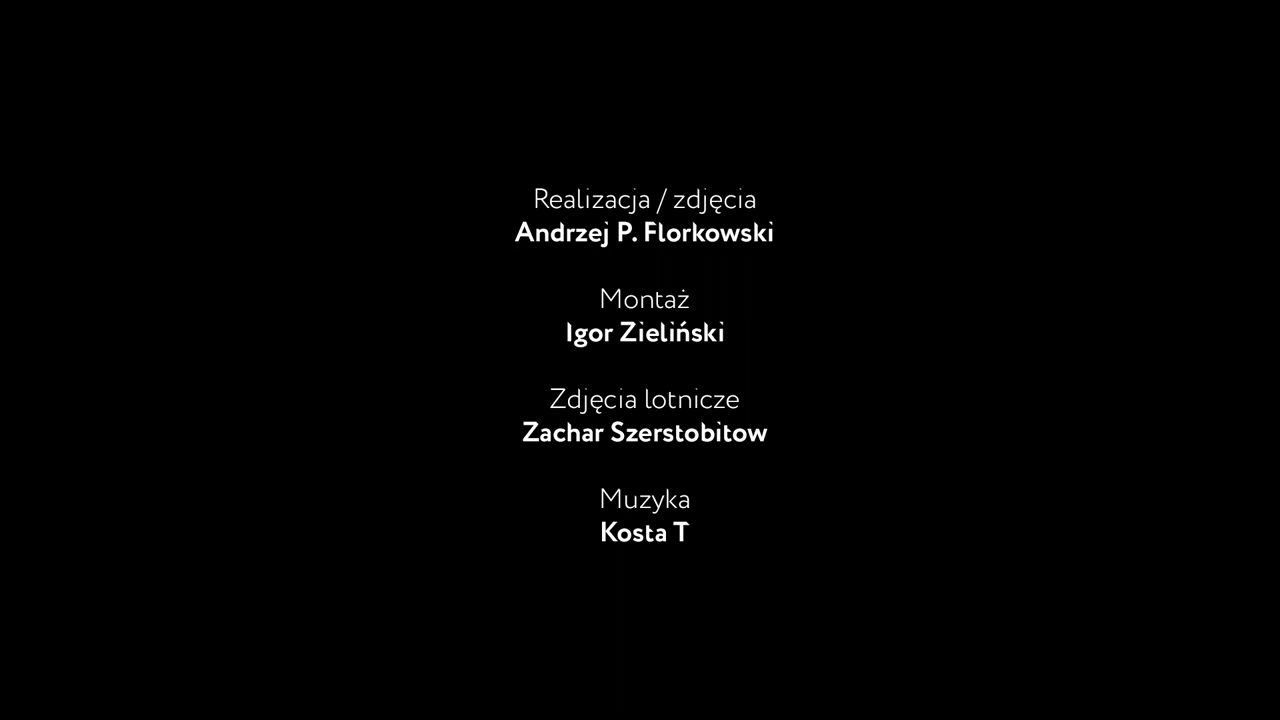 Realizacja / zdjęcia
Andrzej P. Florkowski
Montaż
Igor Zieliński
Zdjęcia lotnicze
Zachar Szerstobitow
Muzyka
Kosta T